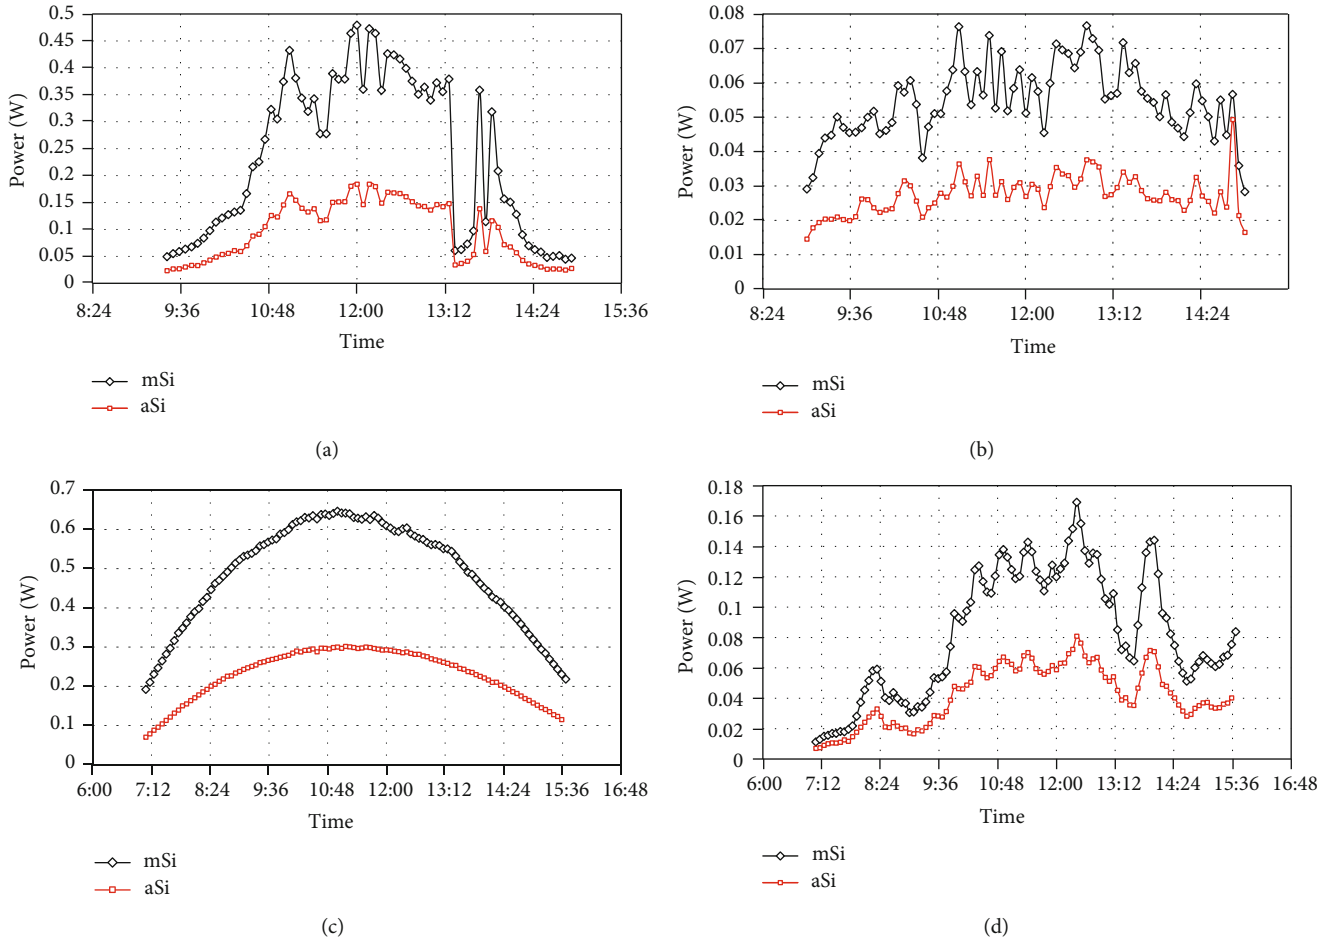 0.5
0.45
0.4
0.35
0.3
0.25
0.2
0.15
0.1
0.05
0
Power (W)
8:24 9:36 10:48 12:00 13:12 14:24 15:36
Time
mSi
aSi
(a)
0.08
0.07
0.06
0.05
0.04
0.03
0.02
0.01
0
Power (W)
8:24 9:36 10:48 12:00 13:12 14:24
Time
mSi
aSi
(b)
0.7
0.6
0.5
0.4
0.3
0.2
0.1
0
Power (W)
6:00 7:12 8:24 9:36 10:48 12:00 13:12 14:24 15:36 16:48
Time
mSi
aSi
(c)
0.18
0.16
0.14
0.12
0.1
0.08
0.06
0.04
0.02
0
Power (W)
6:00 7:12 8:24 9:36 10:48 12:00 13:12 14:24 15:36 16:48
Time
mSi
aSi
(d)